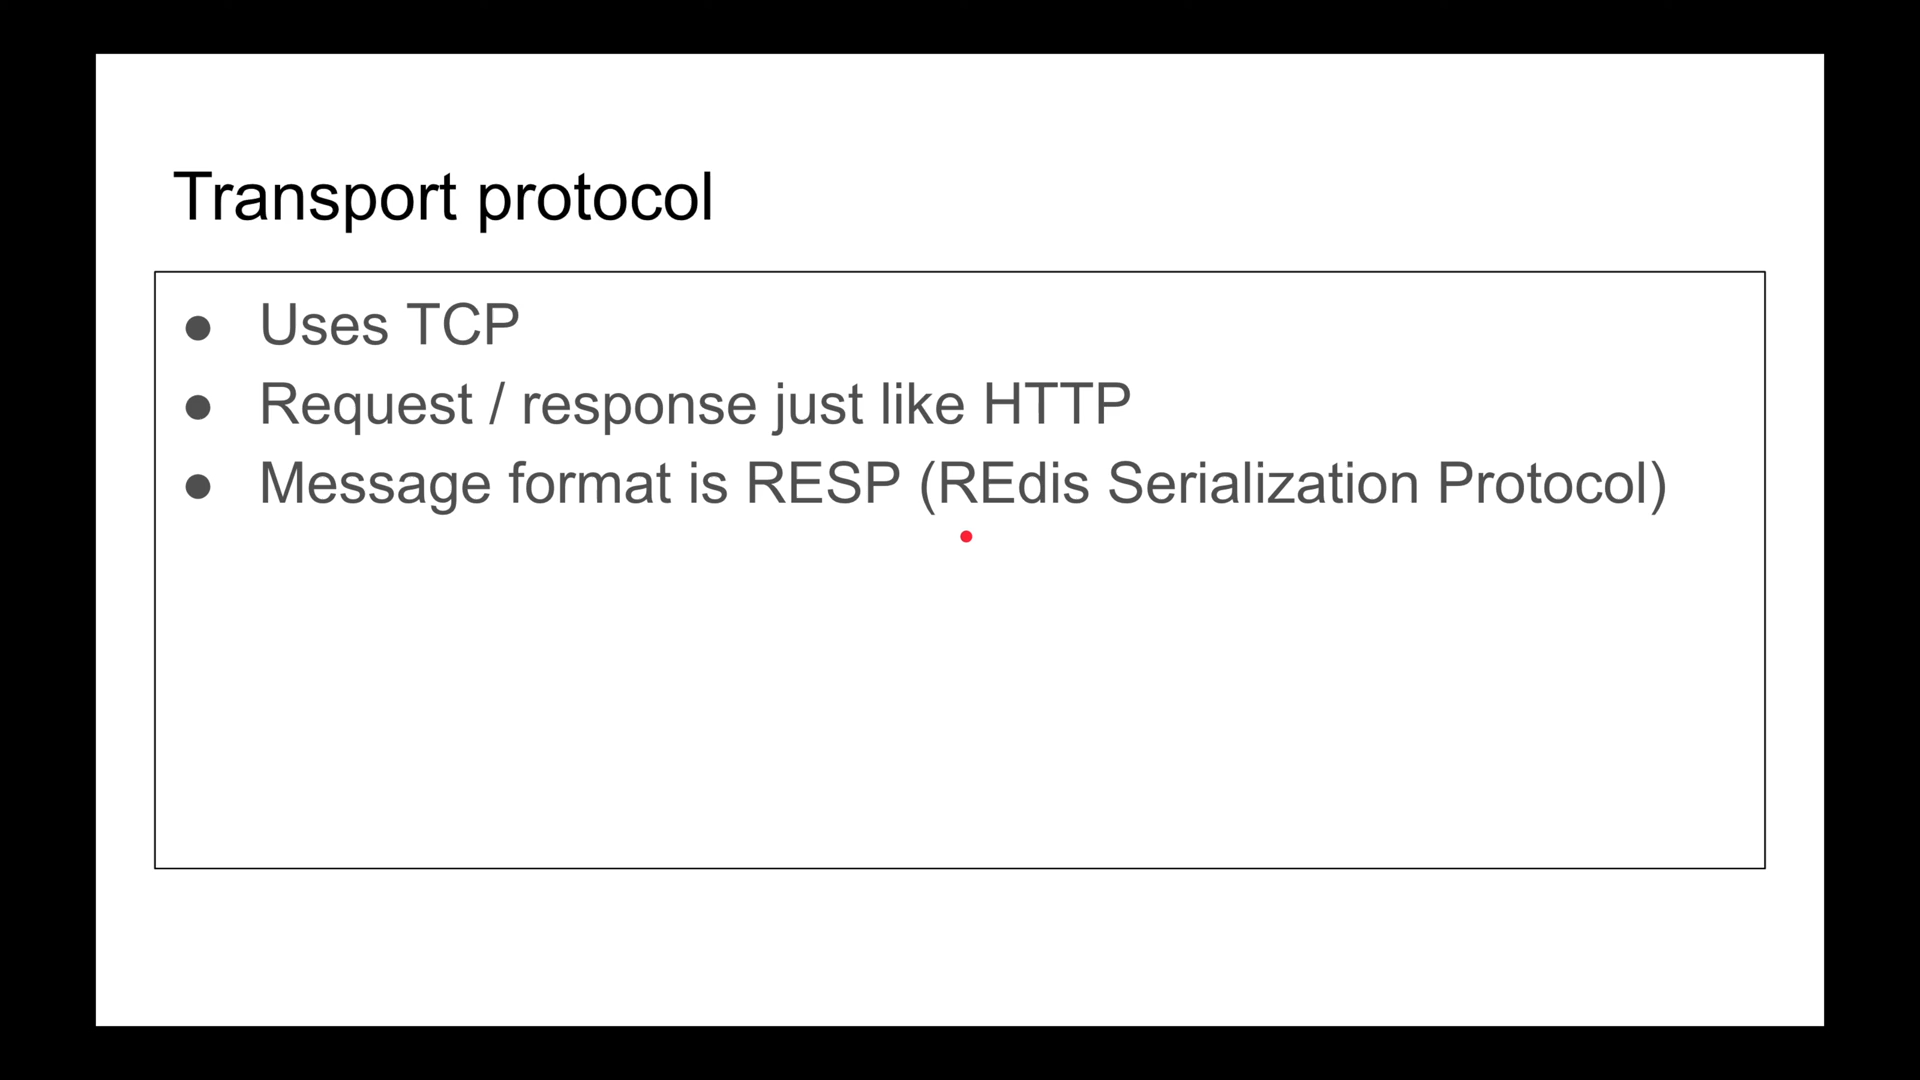 Transport protocol
● Uses TCP
● Request / response just like HTTP
● Message format is RESP (REdis Serialization Protocol)